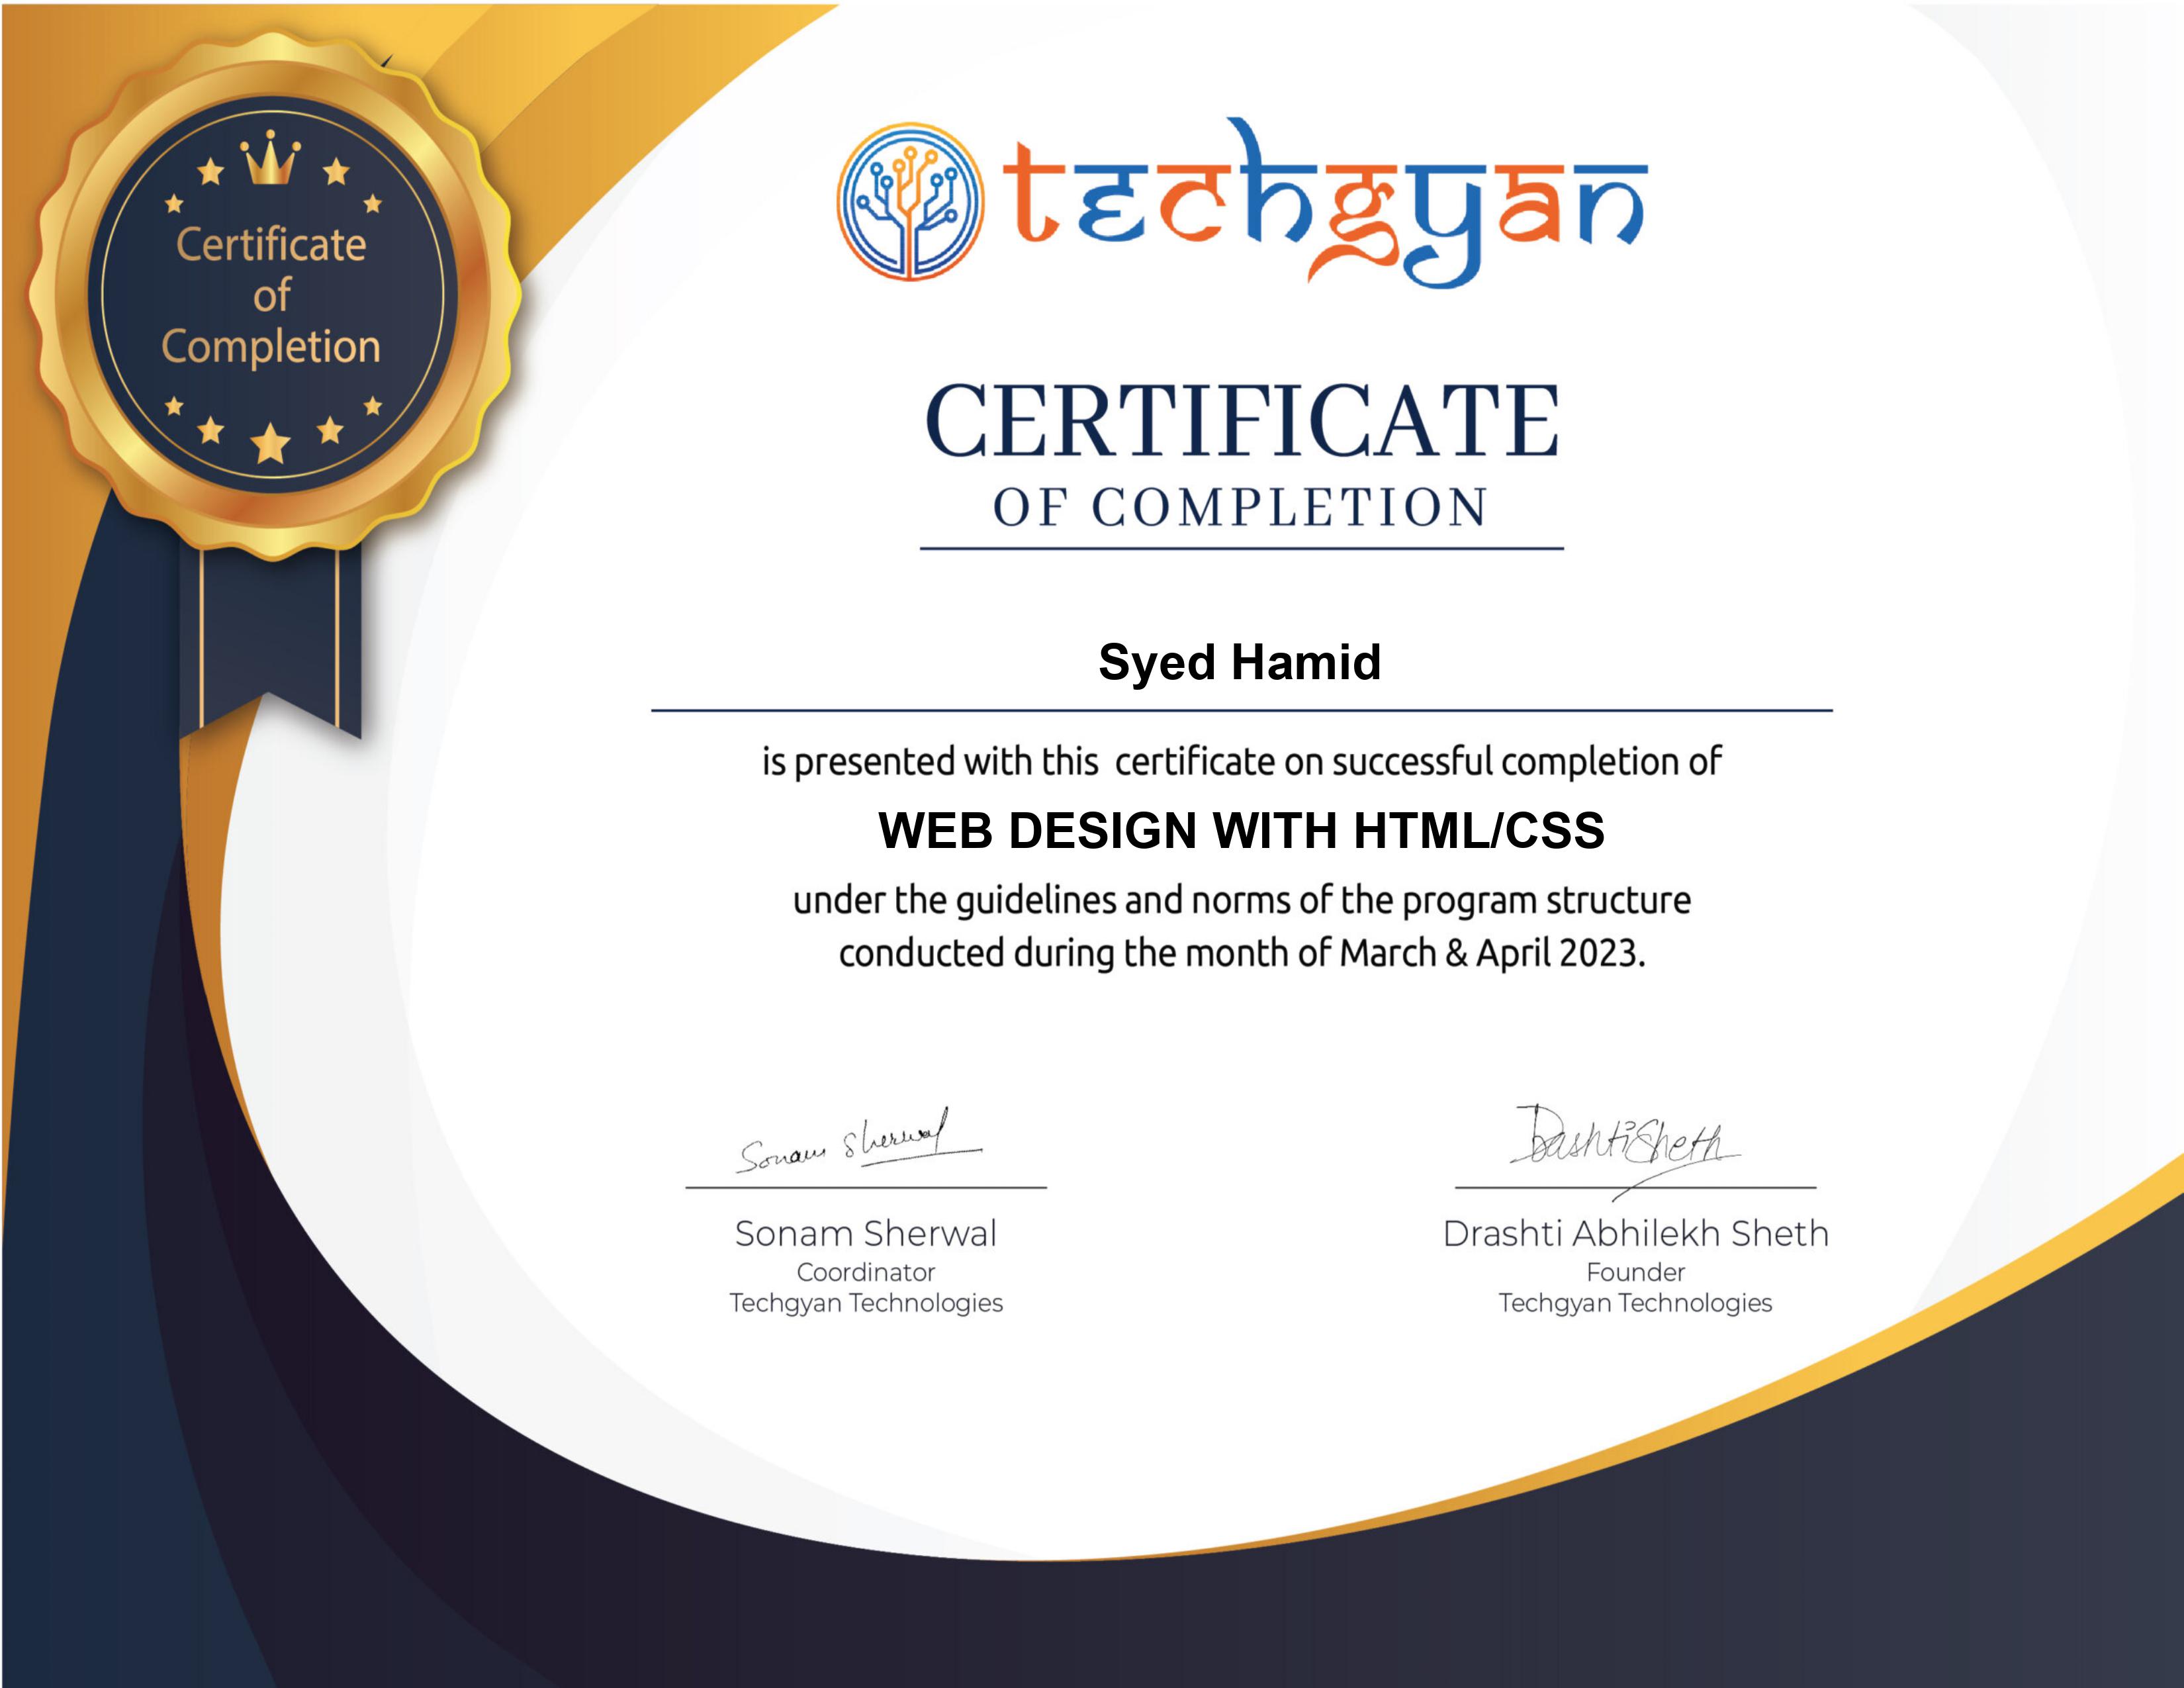 Certificate
of
Completion
techgyan
CERTIFICATE
OF COMPLETION
Syed Hamid
is presented with this certificate on successful completion of
WEB DESIGN WITH HTML/CSS
under the guidelines and norms of the program structure
conducted during the month of March & April 2023.
Sonam Sherwal
DashtiSheth
Sonam Sherwal
Drashti Abhilekh Sheth
Coordinator
Founder
Techgyan Technologies
Techgyan Technologies